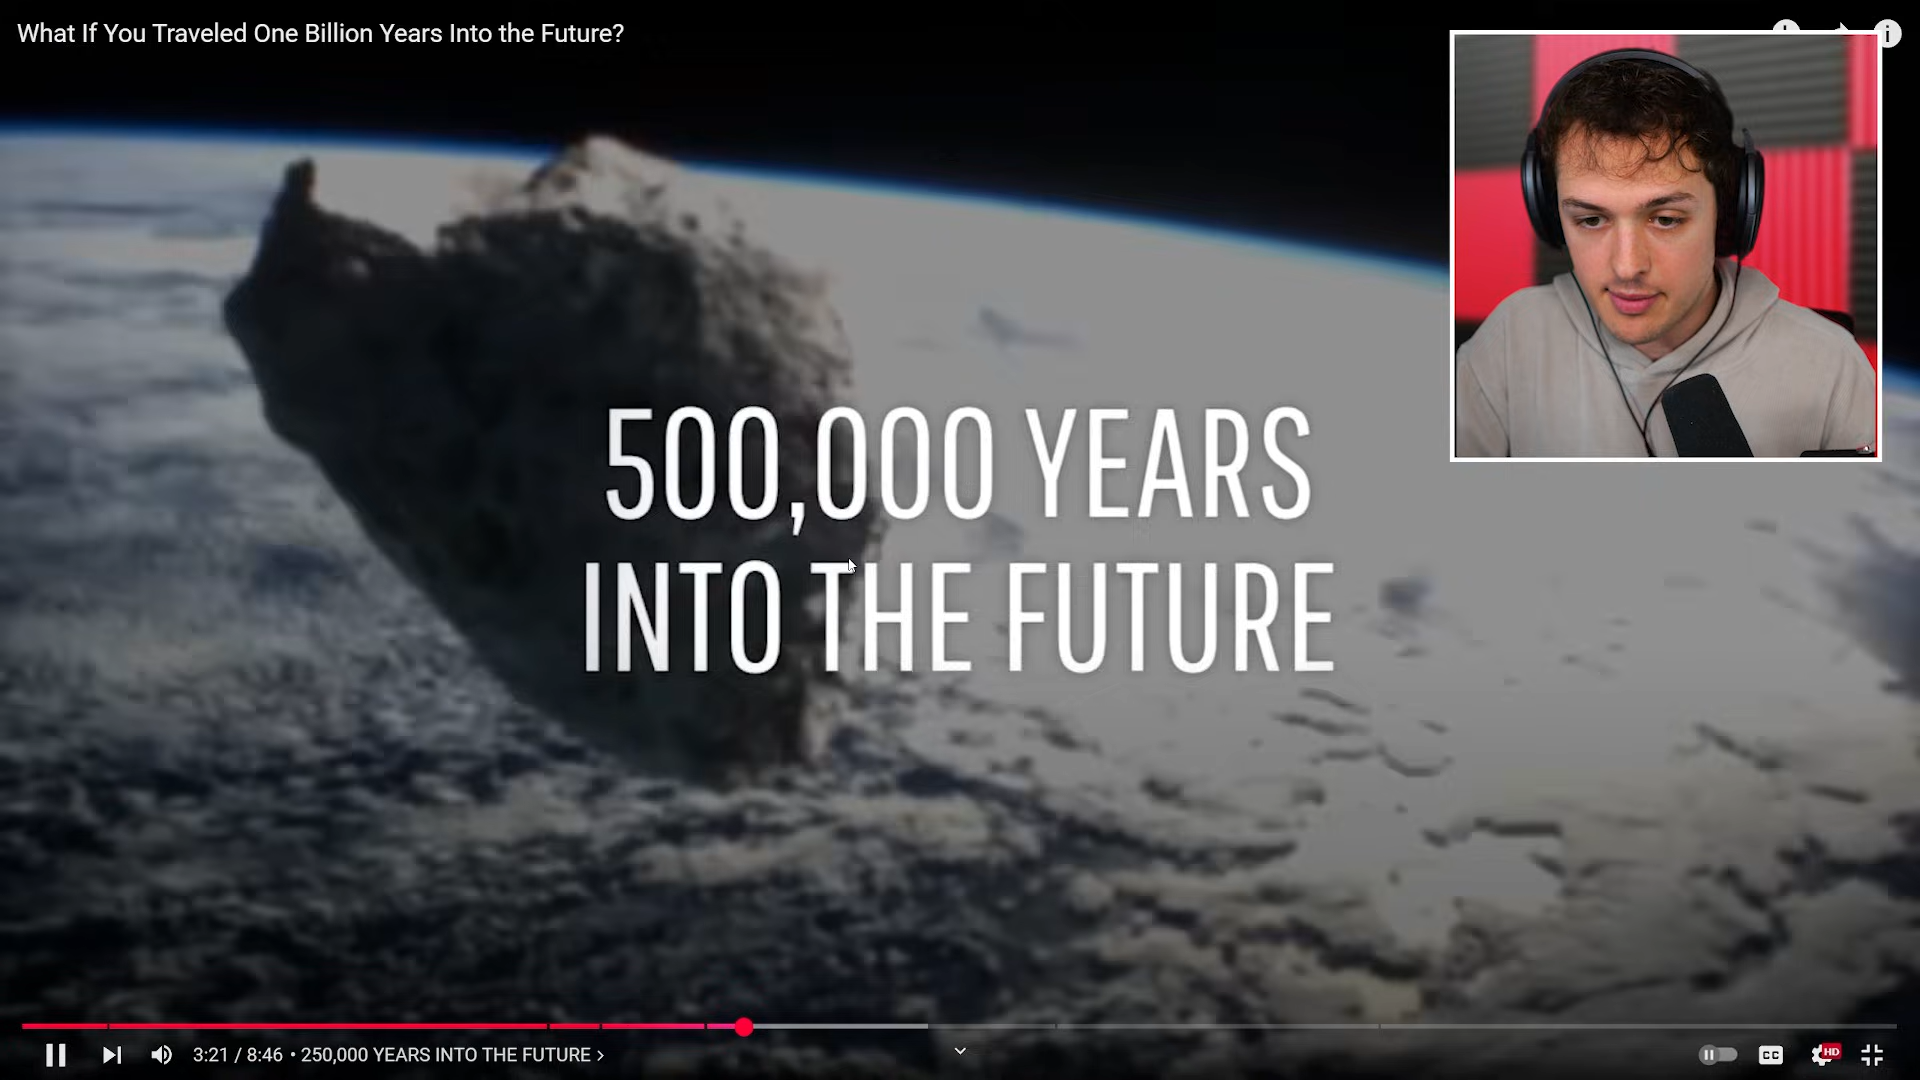 What If You Traveled One Billion Years Into the Future?
500,000 YEARS
INTO THE FUTURE
3:21 / 8:46 • 250,000 YEARS INTO THE FUTURE >
CC
HD